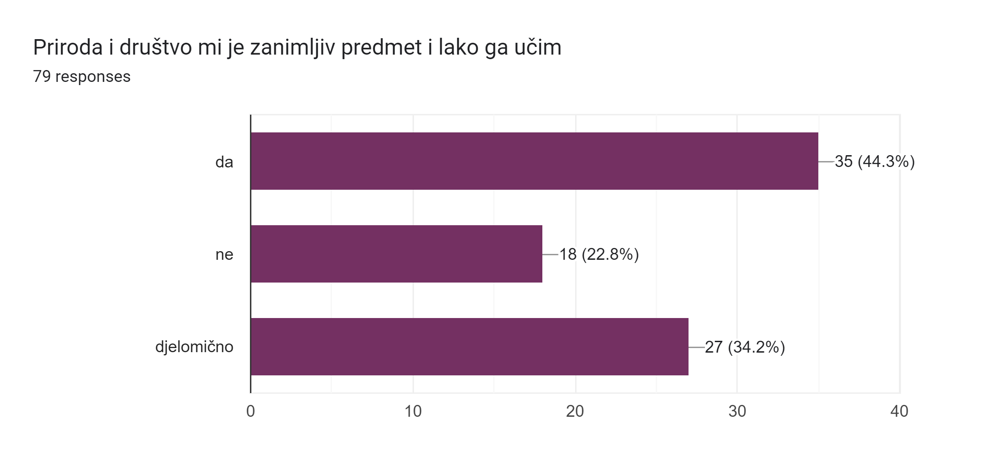 Priroda i društvo mi je zanimljiv predmet i lako ga učim
79 responses
da
35 (44.3%)
ne
18 (22.8%)
djelomično
27 (34.2%)
0 10 20 30 40